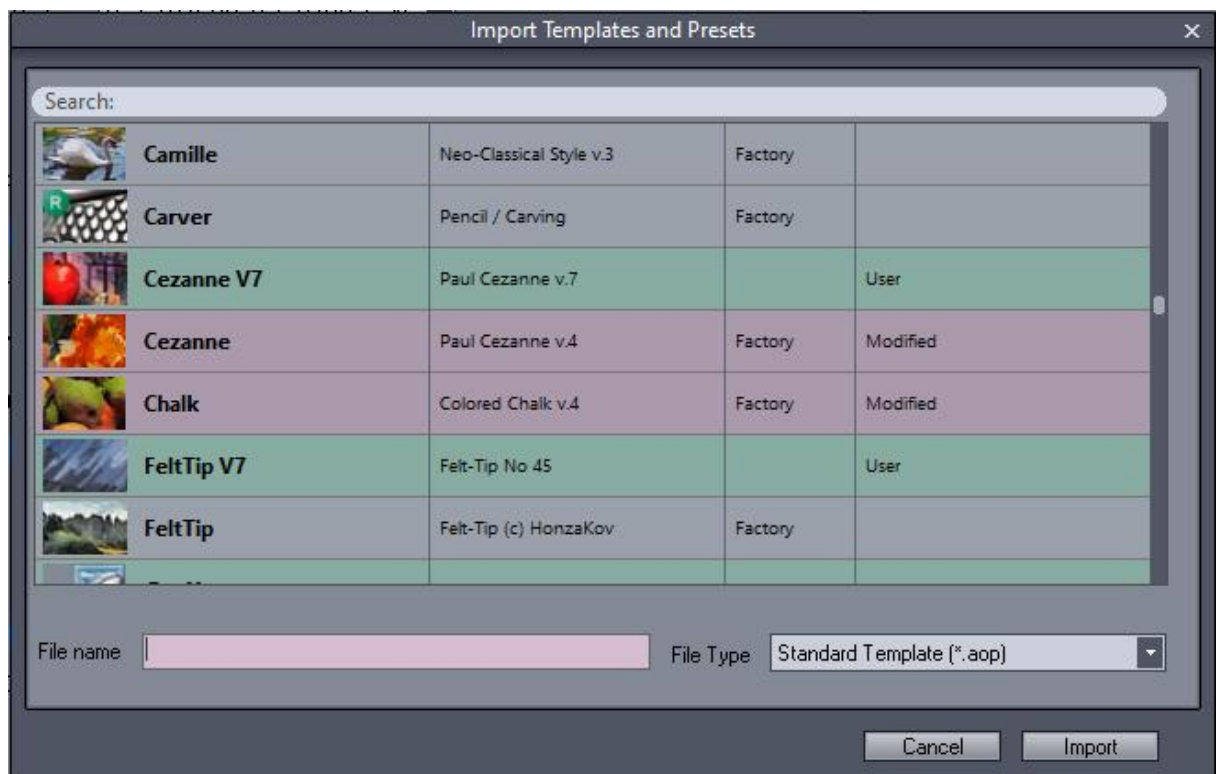 Import Templates and Presets
Search:
Camille Neo-Classical Style v.3 Factory
R
Carver Pencil / Carving Factory
Cezanne V7 Paul Cezanne v.7 User
Cezanne Paul Cezanne v.4 Factory Modified
Chalk Colored Chalk v.4 Factory Modified
FeltTip V7 Felt-Tip No 45 User
FeltTip Felt-Tip (c) HonzaKov Factory
File name File Type Standard Template (*.aop)
Cancel Import